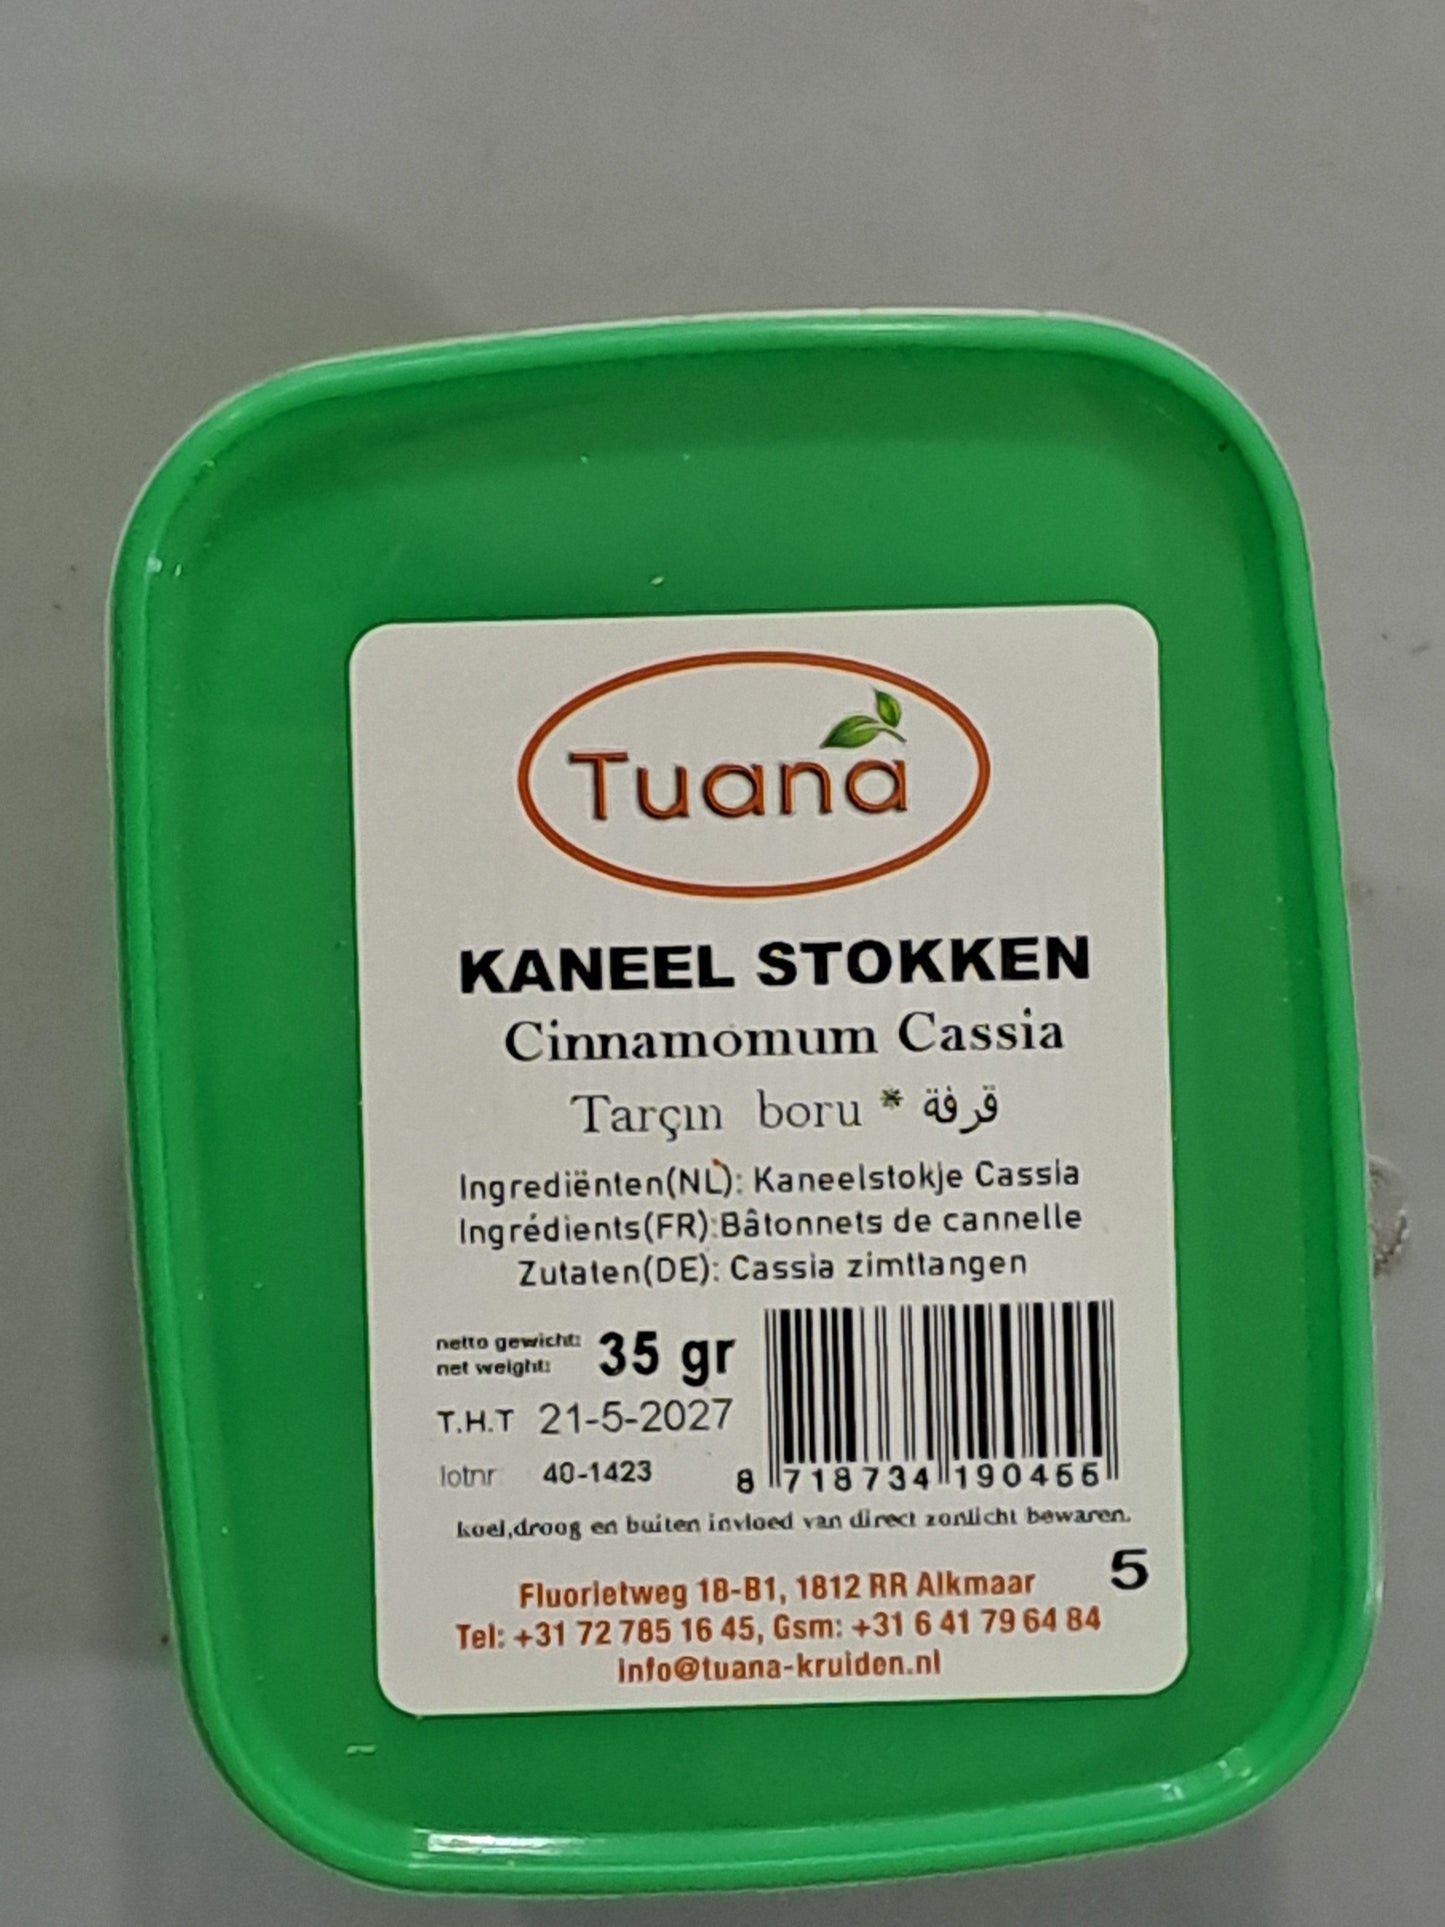 Tuana
KANEEL STOKKEN
Cinnamomum Cassia
Tarçın boru * قرفة
Ingrediënten(NL): Kaneelstokje Cassia
Ingrédients(FR):Bâtonnets de cannelle
Zutaten(DE): Cassia zimttangen
netto gewicht: 35 gr
net weight:
T.H.T 21-5-2027
lotnr 40-1423
8 718734 190466
koel,droog en buiten invloed van direct zonlicht bewaren.
5
Fluorietweg 18-B1, 1812 RR Alkmaar
Tel: +31 72 785 16 45, Gsm: +31 6 41 79 64 84
info@tuana-kruiden.nl